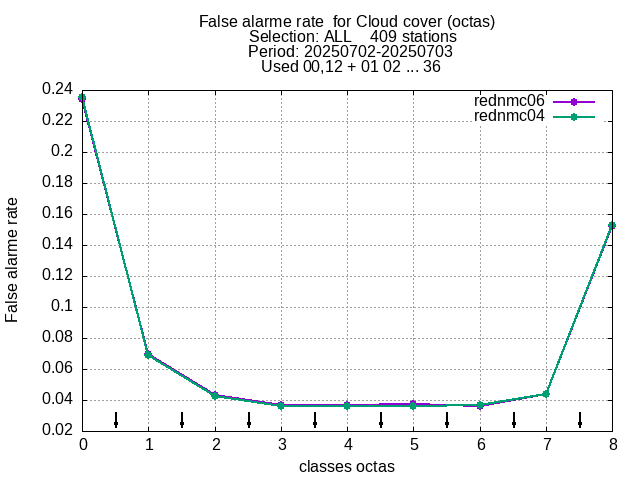 False alarme rate  for Cloud cover (octas)
Selection: ALL    409 stations
Period: 20250702-20250703
Used 00,12 + 01 02 ... 36
rednmc06
rednmc04
0.24
0.22
0.2
0.18
0.16
0.14
0.12
0.1
0.08
0.06
0.04
0.02
False alarme rate
0 1 2 3 4 5 6 7 8
classes octas